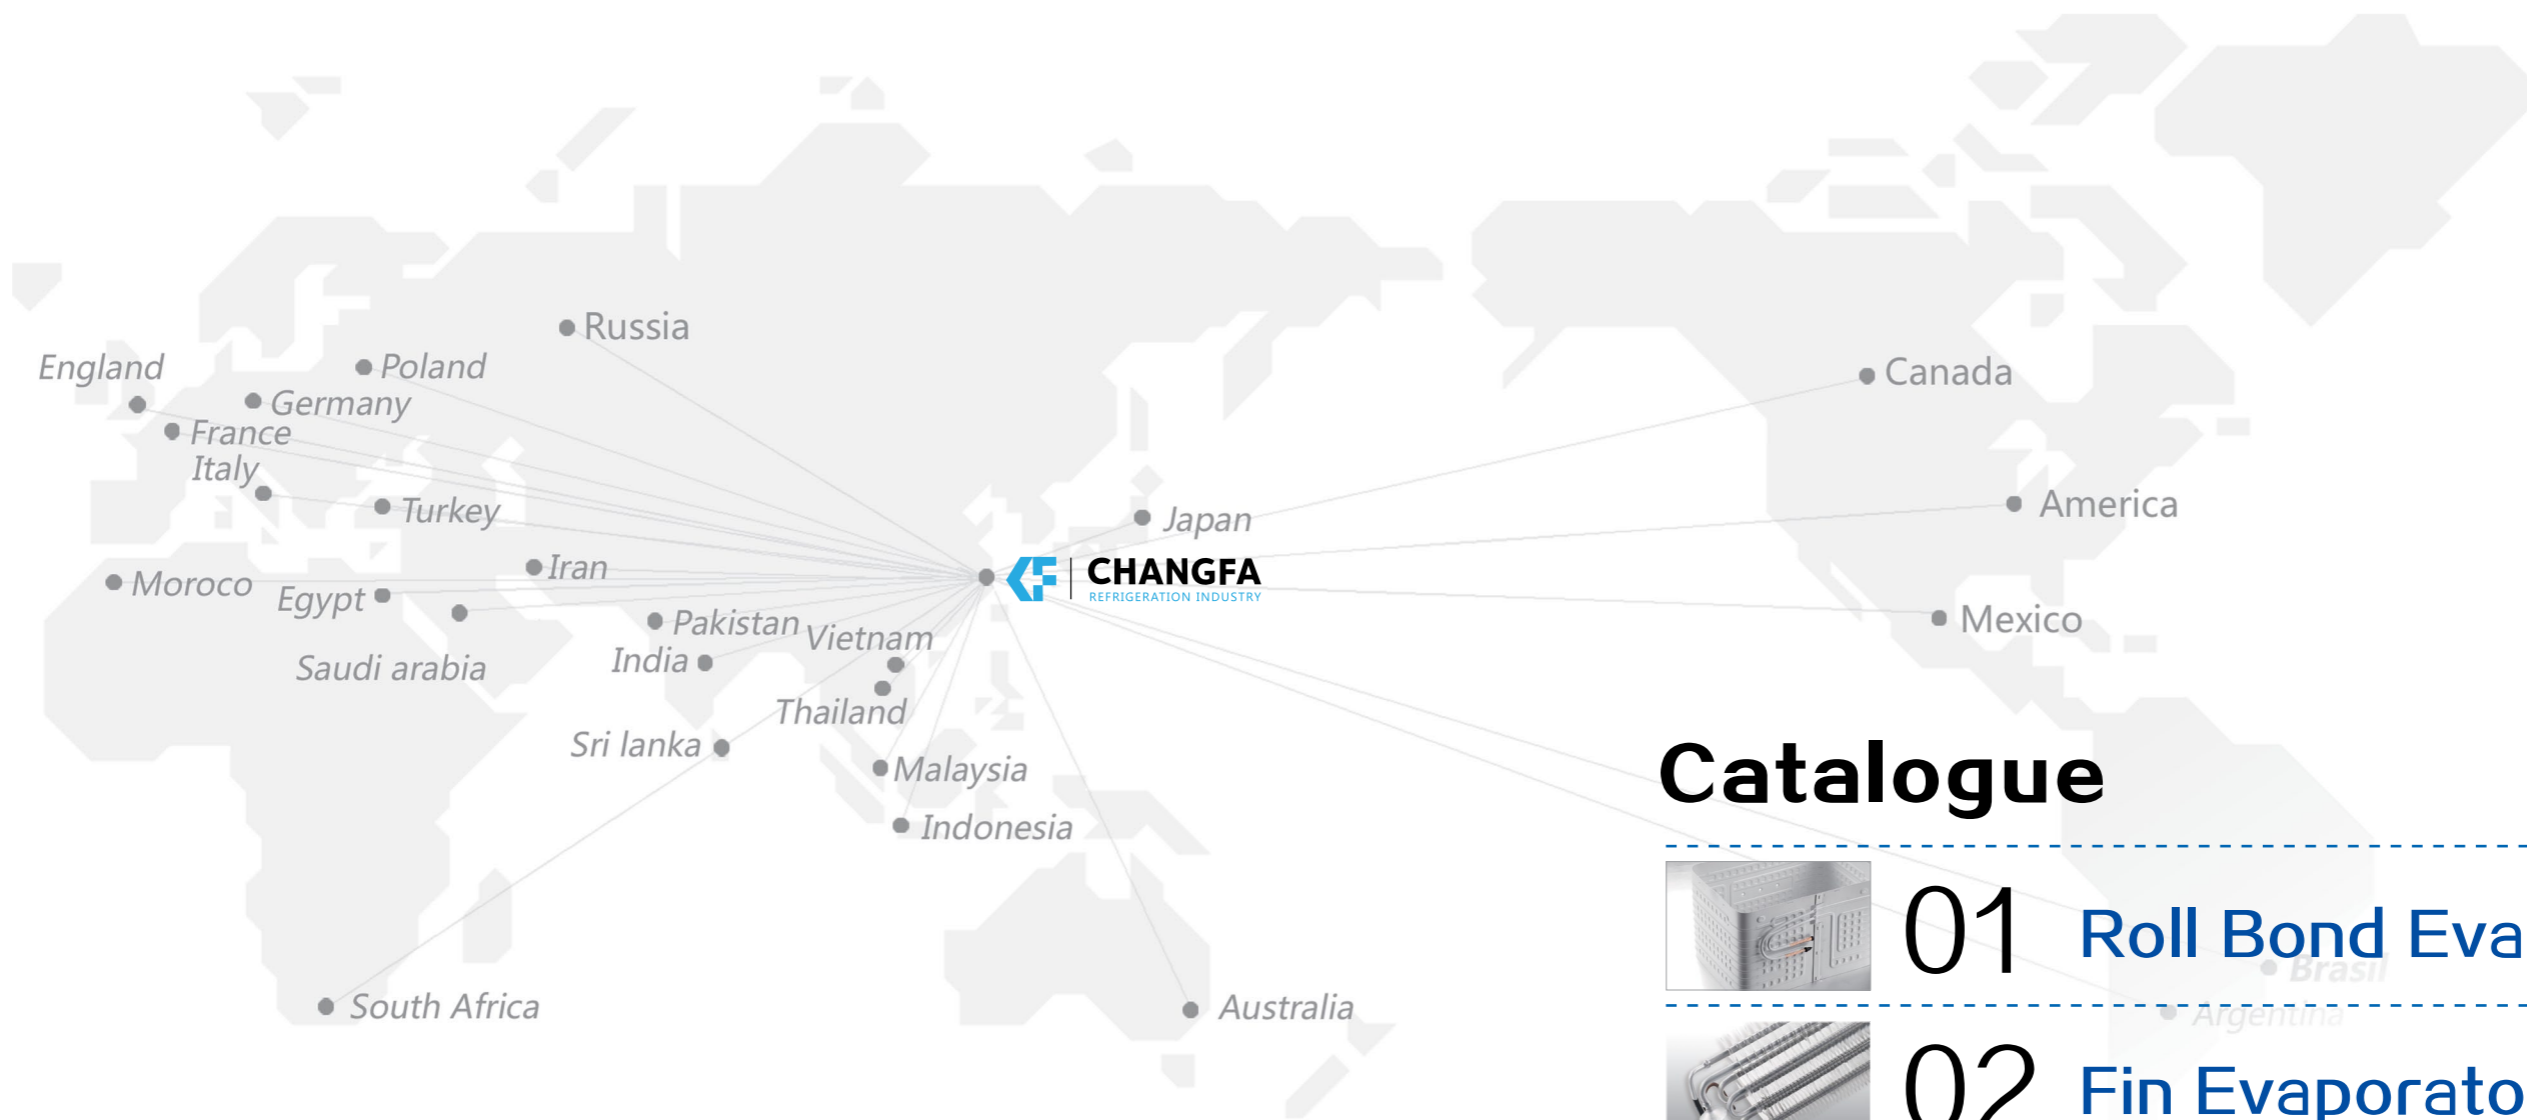 Russia
England
Poland
Germany
France
Italy
Turkey
Canada
America
Japan
CHANGFA
REFRIGERATION INDUSTRY
Iran
Moroco
Egypt
Pakistan
Vietnam
Mexico
Saudi arabia
India
Thailand
Sri lanka
Malaysia
Indonesia
Catalogue
01 Roll Bond Eva
Brasil
South Africa
Australia
Argentina
02 Fin Evaporato